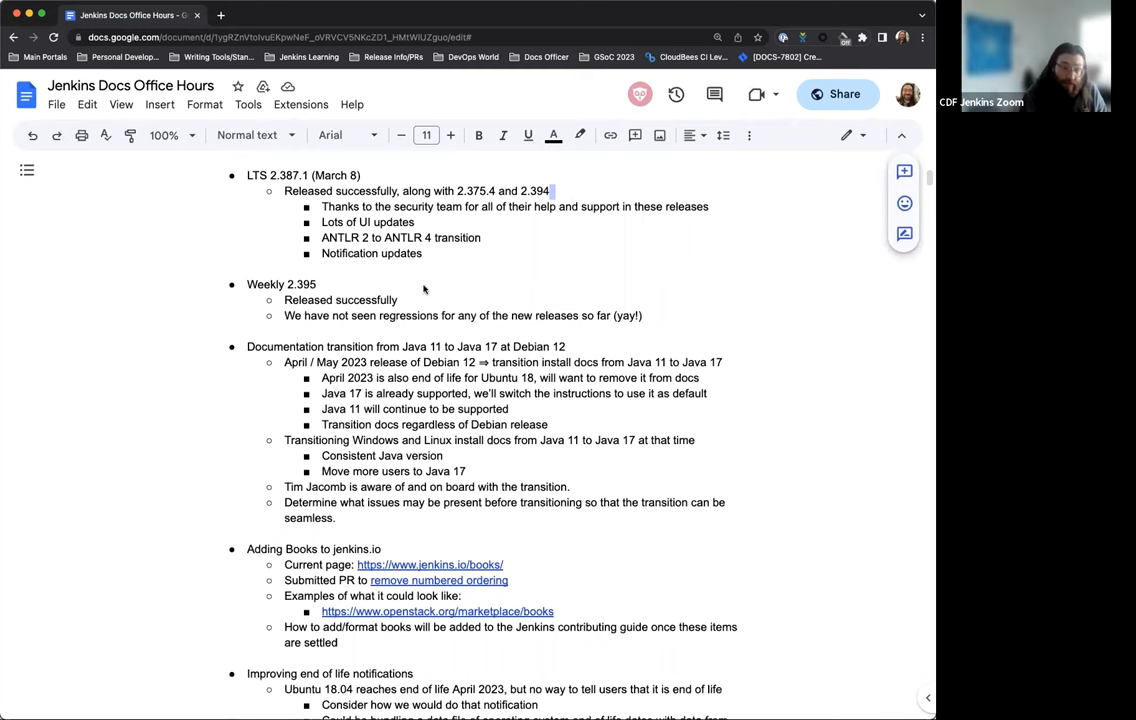 Jenkins Docs Office Hours - G
docs.google.com/document/d/1ygRZnVtoIvuEKpwNeF_oVRVCV5NKcZD1_HMtWlUZguo/edit#
Main Portals
Personal Develop...
Writing Tools/Stan...
Jenkins Learning
Release Info/PRs
DevOps World
Docs Officer
GSoC 2023
CloudBees CI Lev...
[DOCS-7802] Cre...
CDF Jenkins Zoom
Jenkins Docs Office Hours
File Edit View Insert Format Tools Extensions Help
Share
100% Normal text Arial 11 B I U A
LTS 2.387.1 (March 8)
Released successfully, along with 2.375.4 and 2.394
Thanks to the security team for all of their help and support in these releases
Lots of UI updates
ANTLR 2 to ANTLR 4 transition
Notification updates
Weekly 2.395
Released successfully
We have not seen regressions for any of the new releases so far (yay!)
Documentation transition from Java 11 to Java 17 at Debian 12
April / May 2023 release of Debian 12 ⇒ transition install docs from Java 11 to Java 17
April 2023 is also end of life for Ubuntu 18, will want to remove it from docs
Java 17 is already supported, we'll switch the instructions to use it as default
Java 11 will continue to be supported
Transition docs regardless of Debian release
Transitioning Windows and Linux install docs from Java 11 to Java 17 at that time
Consistent Java version
Move more users to Java 17
Tim Jacomb is aware of and on board with the transition.
Determine what issues may be present before transitioning so that the transition can be
seamless.
Adding Books to jenkins.io
Current page: https://www.jenkins.io/books/
Submitted PR to remove numbered ordering
Examples of what it could look like:
https://www.openstack.org/marketplace/books
How to add/format books will be added to the Jenkins contributing guide once these items
are settled
Improving end of life notifications
Ubuntu 18.04 reaches end of life April 2023, but no way to tell users that it is end of life
Consider how we would do that notification
Could be bundling a data file of operating system end of life dates with data from